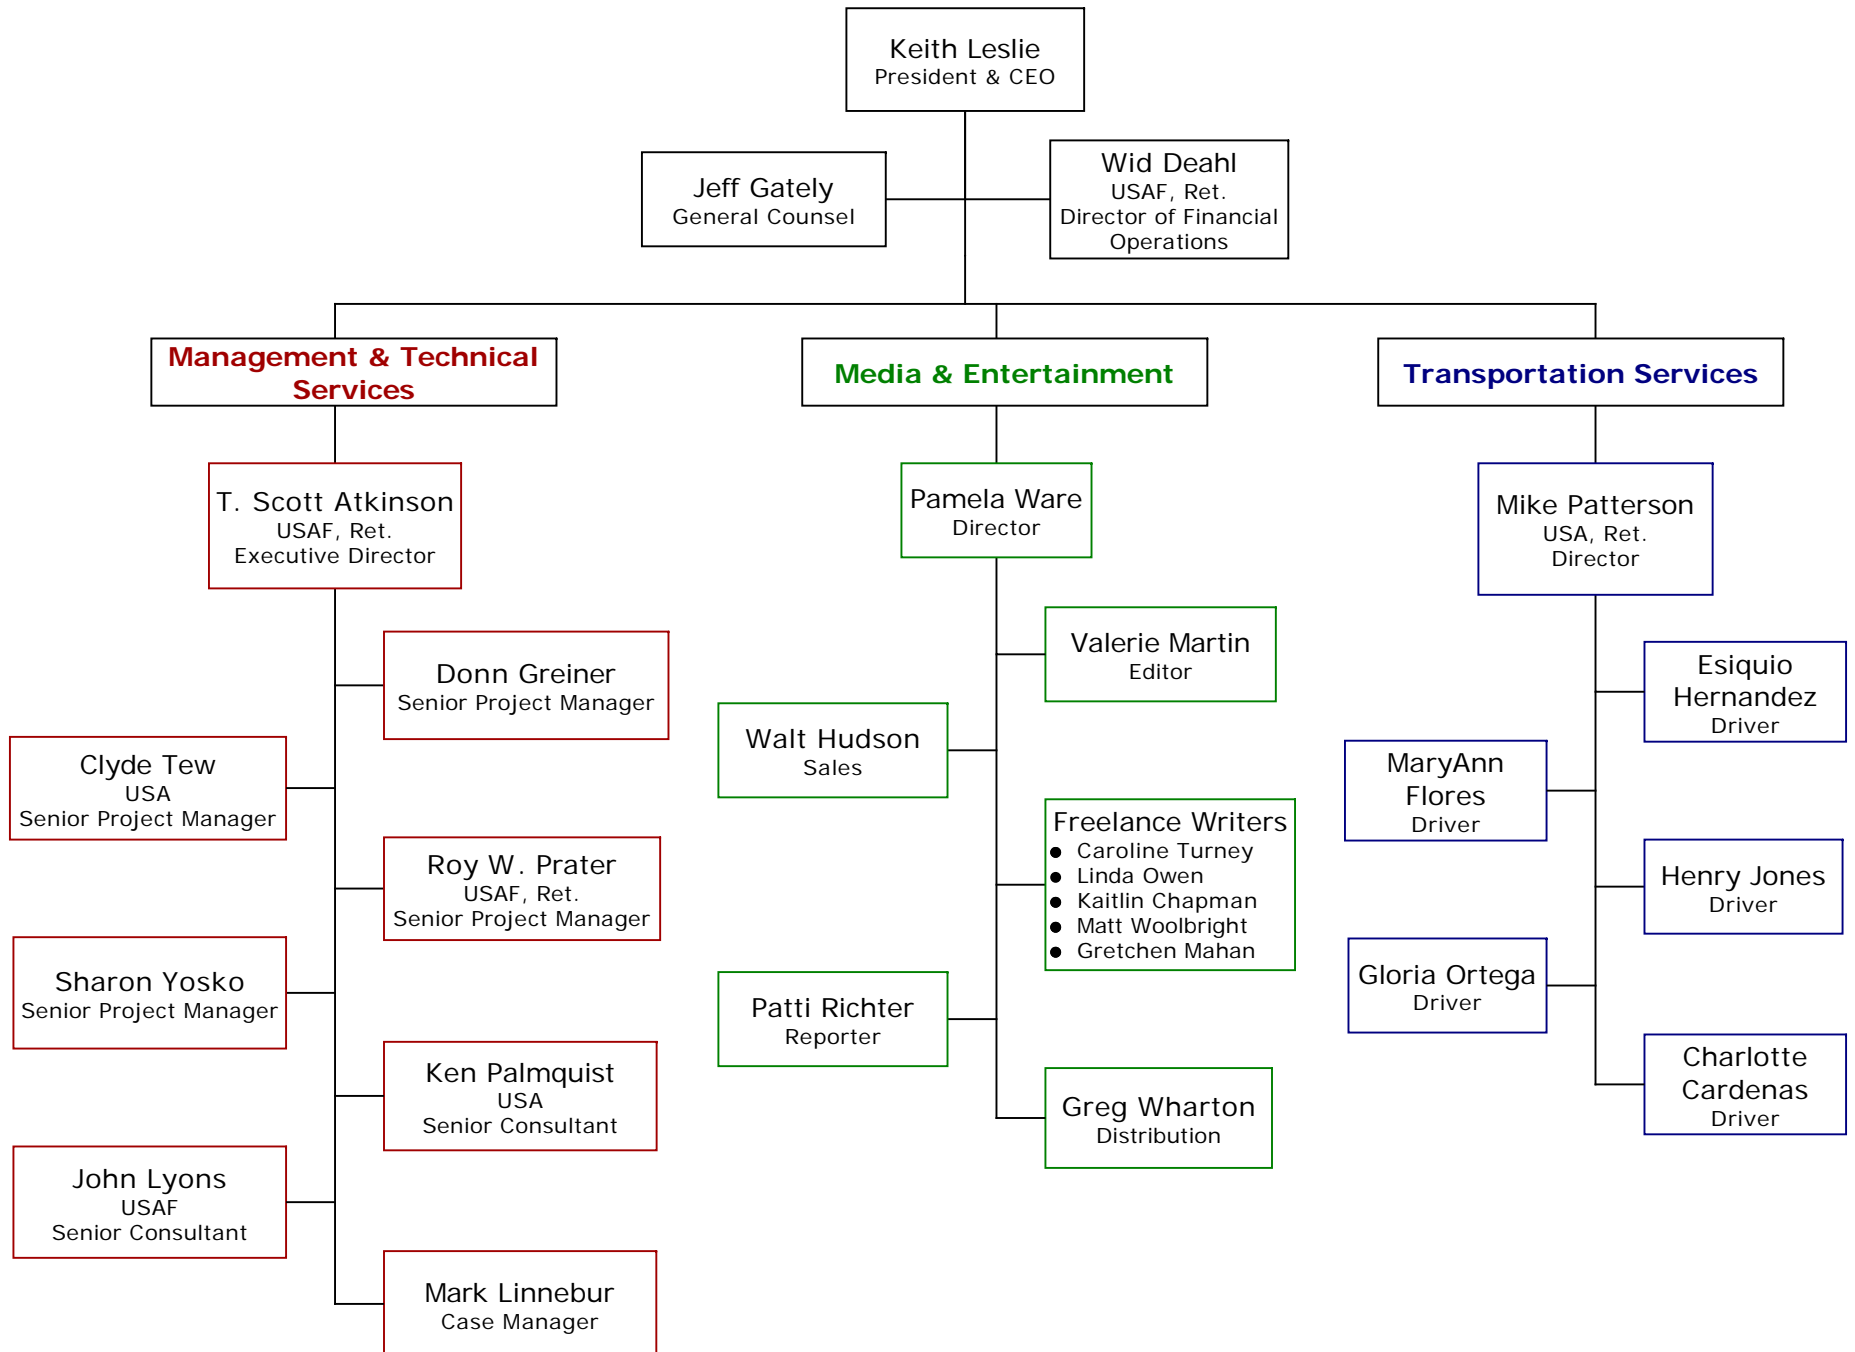 Keith Leslie
President & CEO
Jeff Gately
General Counsel
Wid Deahl
USAF, Ret.
Director of Financial
Operations
Management & Technical
Services
T. Scott Atkinson
USAF, Ret.
Executive Director
Donn Greiner
Senior Project Manager
Clyde Tew
USA
Senior Project Manager
Roy W. Prater
USAF, Ret.
Senior Project Manager
Sharon Yosko
Senior Project Manager
Ken Palmquist
USA
Senior Consultant
John Lyons
USAF
Senior Consultant
Mark Linnebur
Case Manager
Media & Entertainment
Pamela Ware
Director
Valerie Martin
Editor
Walt Hudson
Sales
Freelance Writers
● Caroline Turney
● Linda Owen
● Kaitlin Chapman
● Matt Woolbright
● Gretchen Mahan
Patti Richter
Reporter
Greg Wharton
Distribution
Transportation Services
Mike Patterson
USA, Ret.
Director
Esiquio
Hernandez
Driver
MaryAnn
Flores
Driver
Henry Jones
Driver
Gloria Ortega
Driver
Charlotte
Cardenas
Driver